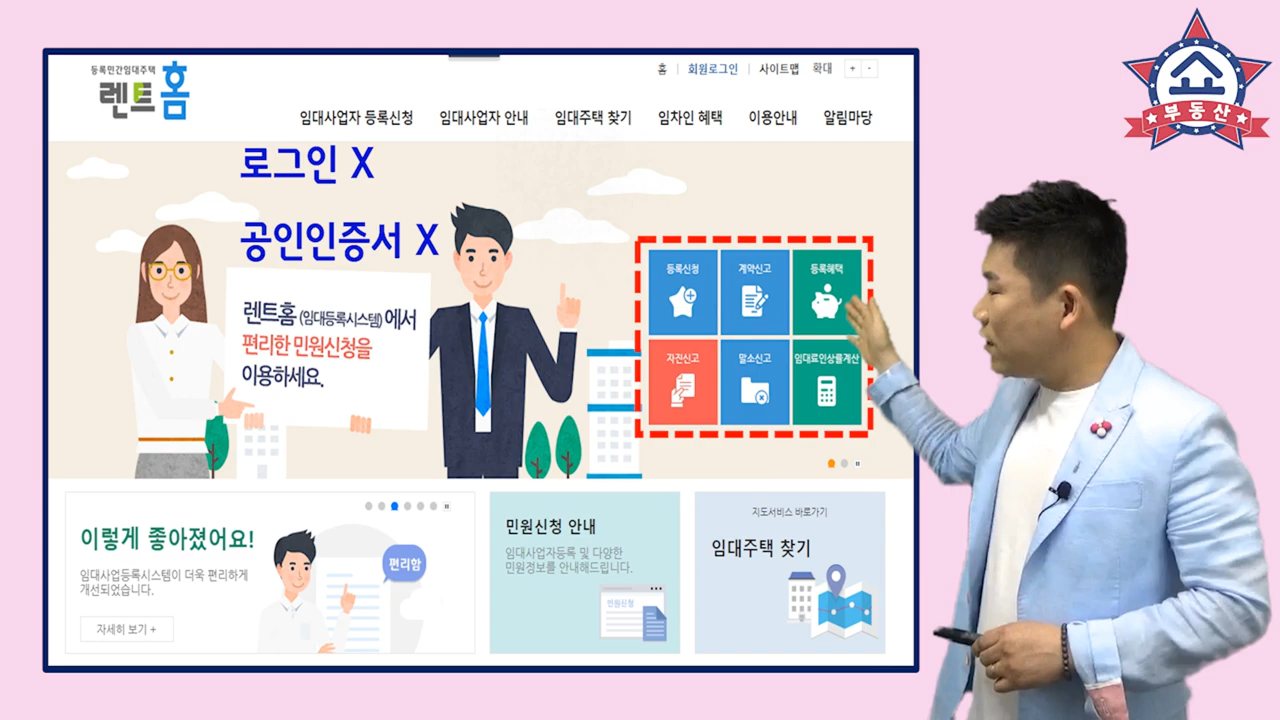 등록민간임대주택
렌트홈
홈 | 회원로그인 | 사이트맵 확대 + -
임대사업자 등록신청 임대사업자 안내 임대주택 찾기 임차인 혜택 이용안내 알림마당
쇼
부동산
로그인 X
공인인증서 X
렌트홈 (임대등록시스템)에서
편리한 민원신청을
이용하세요.
등록신청 계약신고 등록혜택
자진신고 말소신고 임대료인상률계산
이렇게 좋아졌어요!
임대사업등록시스템이 더욱 편리하게
개선되었습니다.
자세히 보기 +
편리함
민원신청 안내
임대사업자등록 및 다양한
민원정보를 안내해드립니다.
민원신청
지도서비스 바로가기
임대주택 찾기